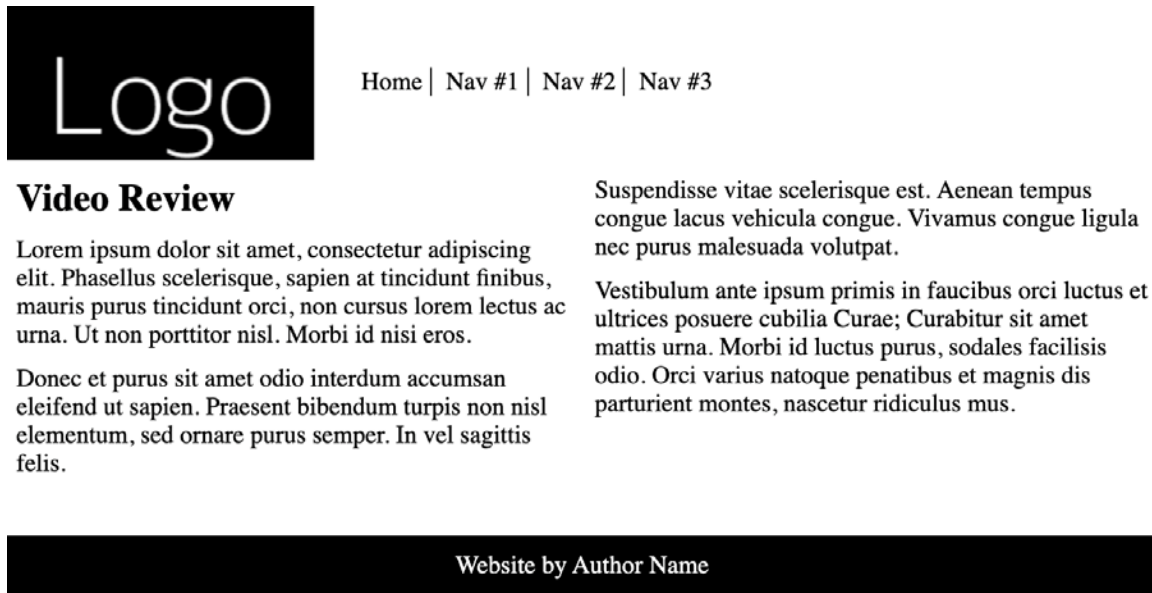 Logo
Home | Nav #1 | Nav #2 | Nav #3
Video Review
Lorem ipsum dolor sit amet, consectetur adipiscing
elit. Phasellus scelerisque, sapien at tincidunt finibus,
mauris purus tincidunt orci, non cursus lorem lectus ac
urna. Ut non porttitor nisl. Morbi id nisi eros.
Donec et purus sit amet odio interdum accumsan
eleifend ut sapien. Praesent bibendum turpis non nisl
elementum, sed ornare purus semper. In vel sagittis
felis.
Suspendisse vitae scelerisque est. Aenean tempus
congue lacus vehicula congue. Vivamus congue ligula
nec purus malesuada volutpat.
Vestibulum ante ipsum primis in faucibus orci luctus et
ultrices posuere cubilia Curae; Curabitur sit amet
mattis urna. Morbi id luctus purus, sodales facilisis
odio. Orci varius natoque penatibus et magnis dis
parturient montes, nascetur ridiculus mus.
Website by Author Name